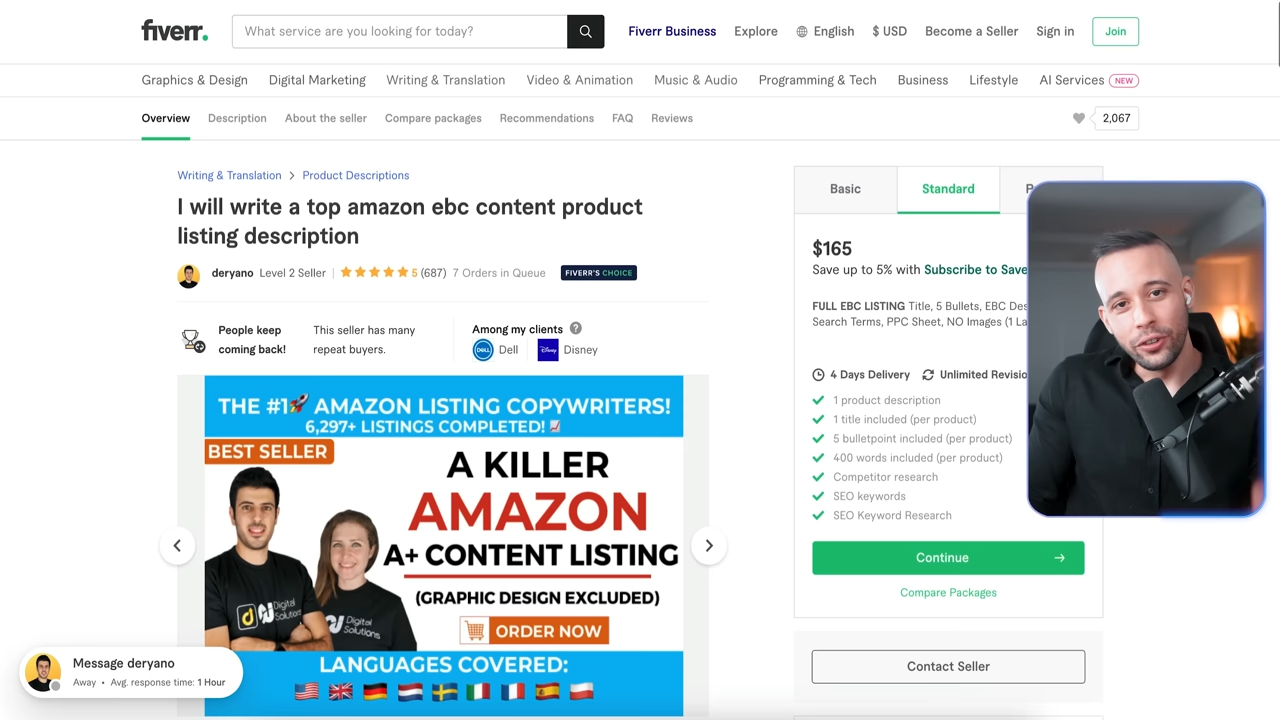 fiverr.
What service are you looking for today?
Fiverr Business
Explore
English
$ USD
Become a Seller
Sign in
Join
Graphics & Design
Digital Marketing
Writing & Translation
Video & Animation
Music & Audio
Programming & Tech
Business
Lifestyle
AI Services NEW
Overview
Description
About the seller
Compare packages
Recommendations
FAQ
Reviews
2,067
Writing & Translation > Product Descriptions
I will write a top amazon ebc content product
listing description
deryano Level 2 Seller | 5 (687) 7 Orders in Queue FIVERR'S CHOICE
People keep
coming back!
This seller has many
repeat buyers.
Among my clients ?
DELL Dell Disney Disney
THE #1 AMAZON LISTING COPYWRITERS!
6,297+ LISTINGS COMPLETED!
BEST SELLER
A KILLER
AMAZON
A+ CONTENT LISTING
(GRAPHIC DESIGN EXCLUDED)
ORDER NOW
Digital
Solutions
Digital
Solutions
LANGUAGES COVERED:
Message deryano
Away • Avg. response time: 1 Hour
Basic
Standard
$165
Save up to 5% with Subscribe to Save
FULL EBC LISTING Title, 5 Bullets, EBC
Search Terms, PPC Sheet, NO Images (1
4 Days Delivery
Unlimited
1 product description
1 title included (per product)
5 bulletpoint included (per product)
400 words included (per product)
Competitor research
SEO keywords
SEO Keyword Research
Continue →
Compare Packages
Contact Seller